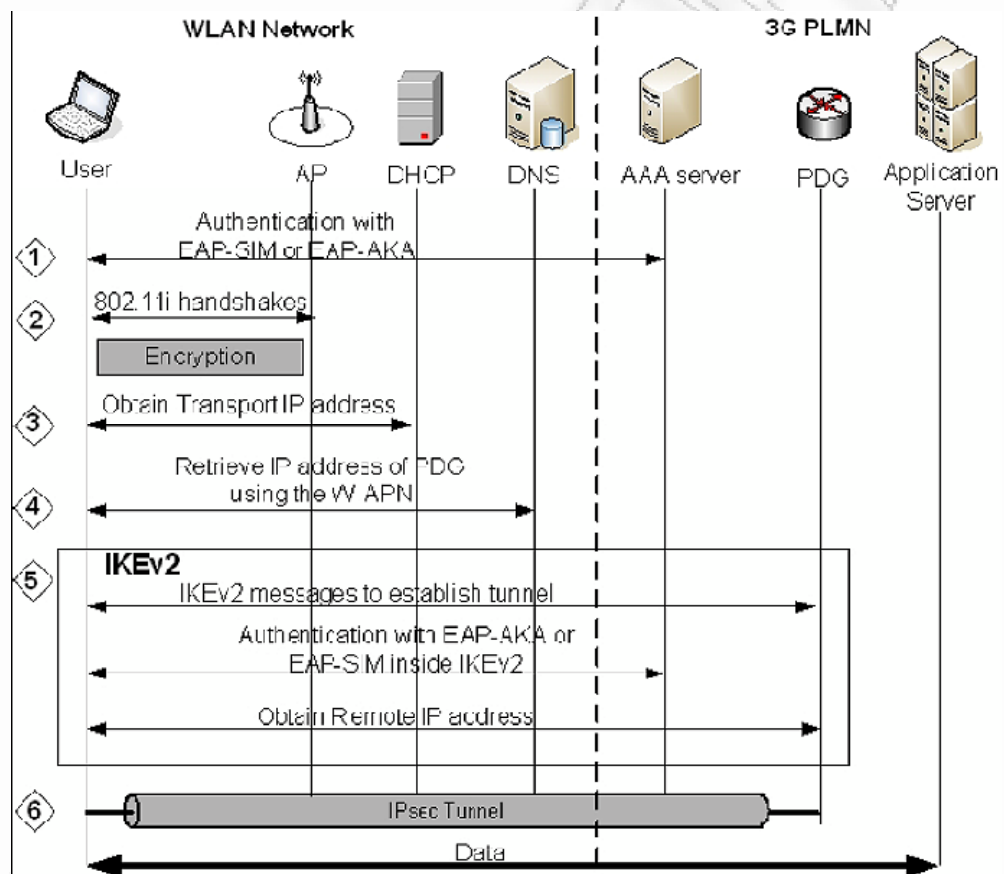 WLAN Network
3G PLMN
User
AP
DHCP
DNS
AAA server
PDG
Application
Server
1
Authentication with
EAP-SIM or EAP-AKA
2
802.11i handshakes
Encryption
3
Obtain Transport IP address
4
Retrieve IP address of PDG
using the W APN
5
IKEv2
IKEv2 messages to establish tunnel
Authentication with EAP-AKA or
EAP-SIM inside IKEv2
Obtain Remote IP address
6
IPsec Tunnel
Data